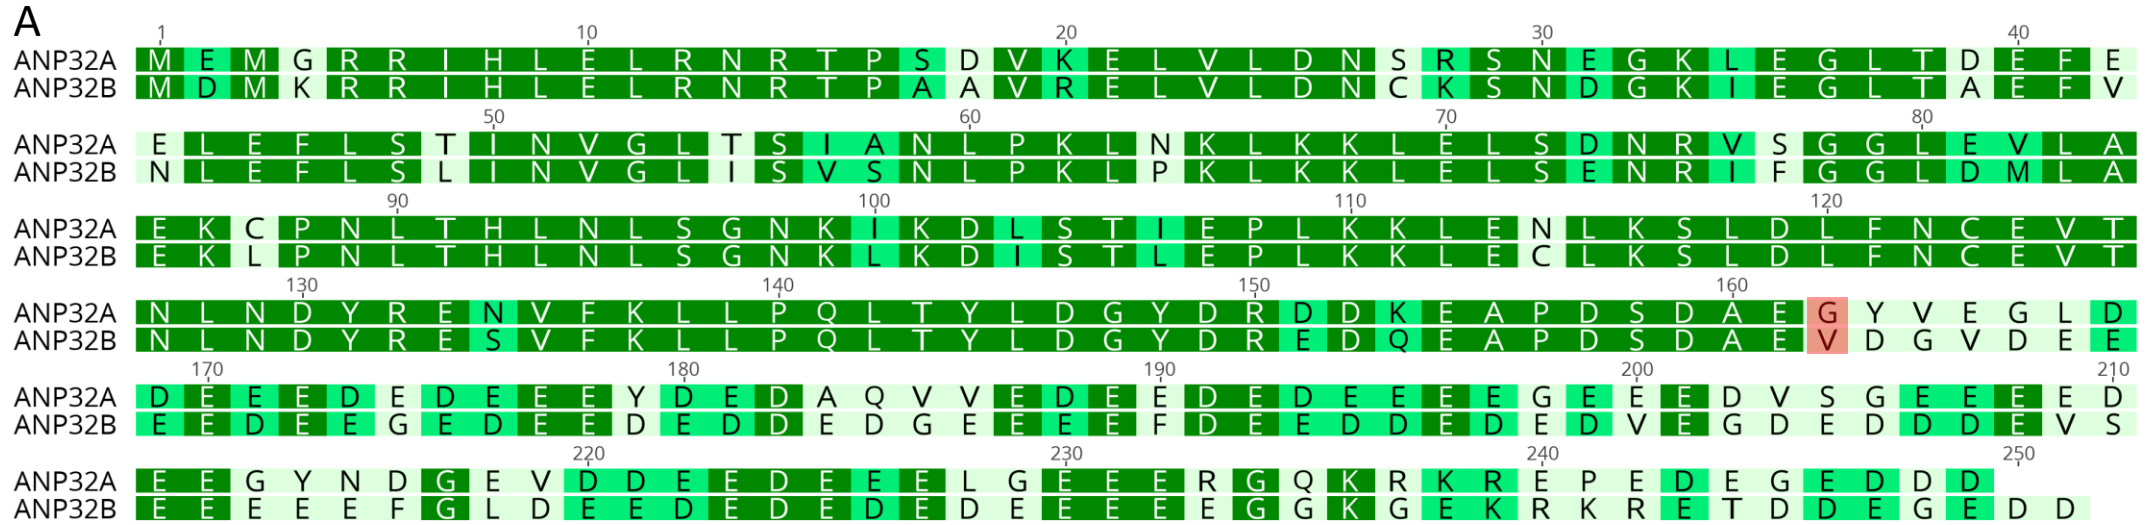 A
1 10 20 30 40
ANP32A M E M G R R I H L E L R N R T P S D V K E L V L D N S R S N E G K L E G L T D E F E
ANP32B M D M K R R I H L E L R N R T P A A V R E L V L D N C K S N D G K I E G L T A E F V
50 60 70 80
ANP32A E L E F L S T I N V G L T S I A N L P K L N K L K K L E L S D N R V S G G L E V L A
ANP32B N L E F L S L I N V G L I S V S N L P K L P K L K K L E L S E N R I F G G L D M L A
90 100 110 120
ANP32A E K C P N L T H L N L S G N K I K D L S T I E P L K K L E N L K S L D L F N C E V T
ANP32B E K L P N L T H L N L S G N K L K D I S T L E P L K K L E C L K S L D L F N C E V T
130 140 150 160
ANP32A N L N D Y R E N V F K L L P Q L T Y L D G Y D R D D K E A P D S D A E G Y V E G L D
ANP32B N L N D Y R E S V F K L L P Q L T Y L D G Y D R E D Q E A P D S D A E V D G V D E E
170 180 190 200 210
ANP32A D E E E D E D E E E Y D E D A Q V V E D E E D E D E E E E E G E E E D V S G E E E E D
ANP32B E E D E E G E D E E D E D D E D G E E E E F D E E D D E D E D V E G D E D D D E V S
220 230 240 250
ANP32A E E G Y N D G E V D D E E D E E E L G E E E R G Q K R K R E P E D E G E D D D
ANP32B E E E E E F G L D E E D E D E D E D E E E E E G G K G E K R K R E T D D E G E D D